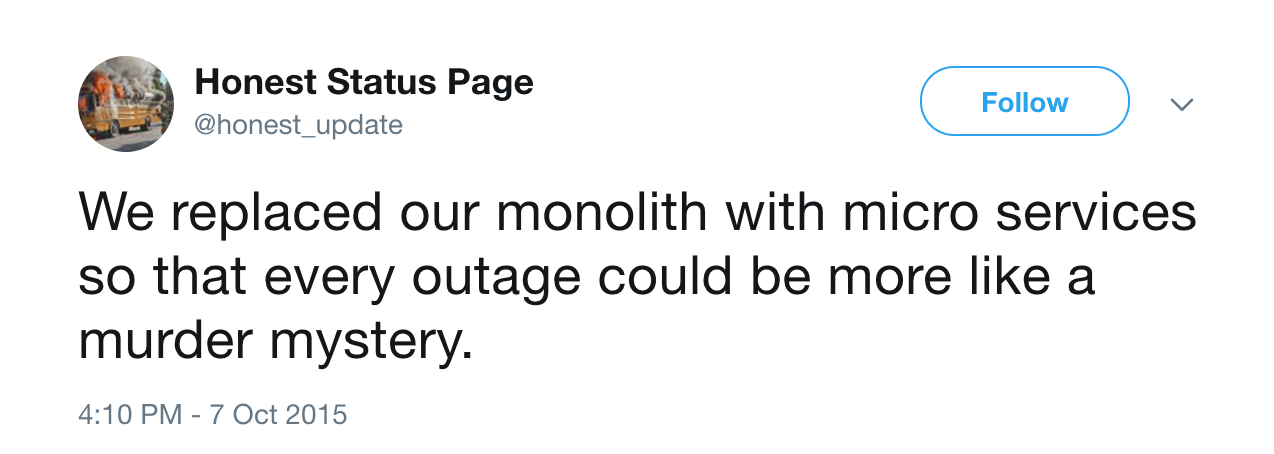 Honest Status Page
@honest_update
Follow
We replaced our monolith with micro services
so that every outage could be more like a
murder mystery.
4:10 PM - 7 Oct 2015